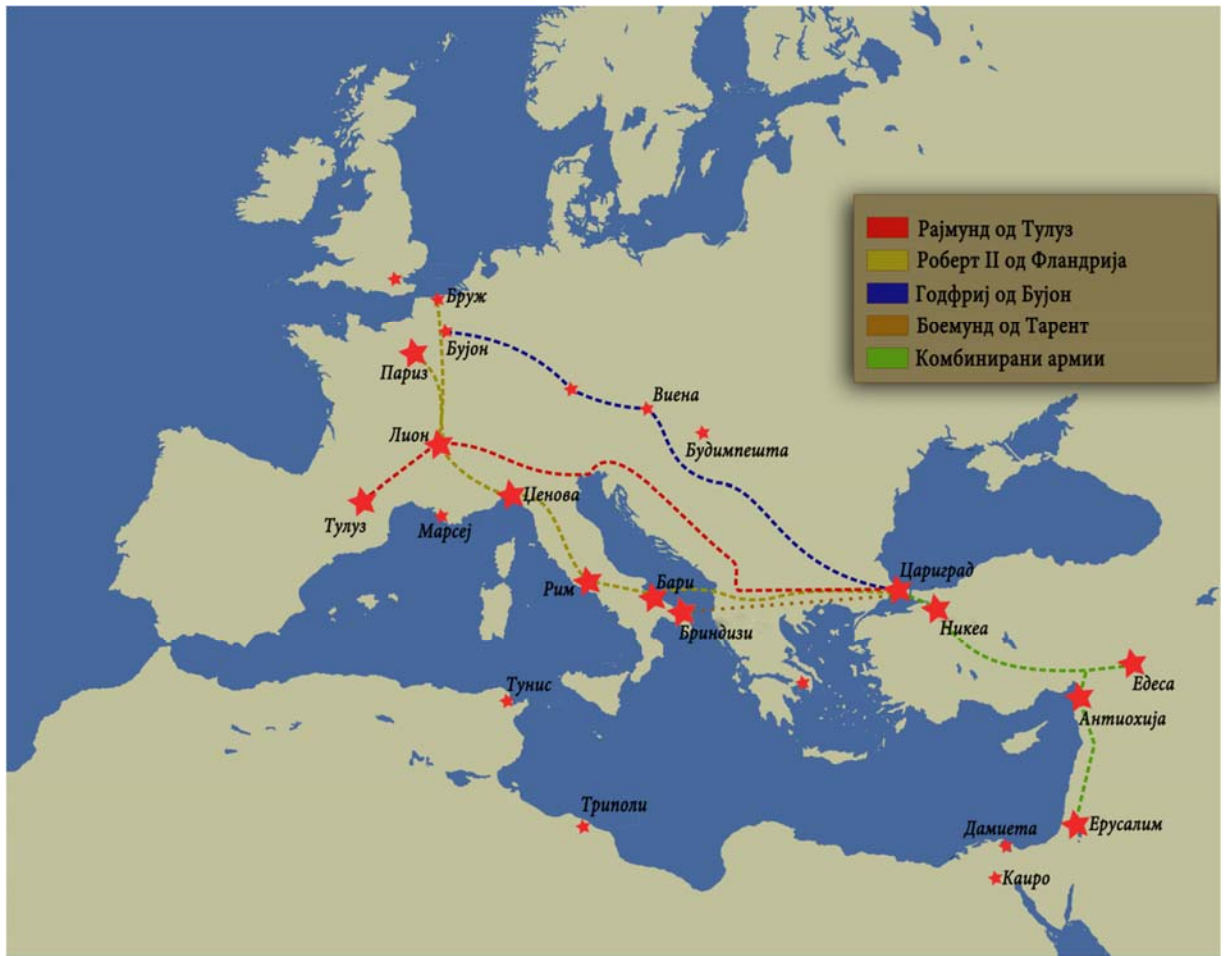 Рајмунд од Тулуз
Роберт II од Фландрија
Годфриј од Бујон
Боемунд од Тарент
Комбинирани армии
Бруж
Бујон
Париз
Виена
Лион
Будимпешта
Џенова
Тулуз
Марсеј
Цариград
Рим
Бари
Бриндизи
Никеа
Едеса
Тунис
Антиохија
Триполи
Дамиета
Ерусалим
Каиро